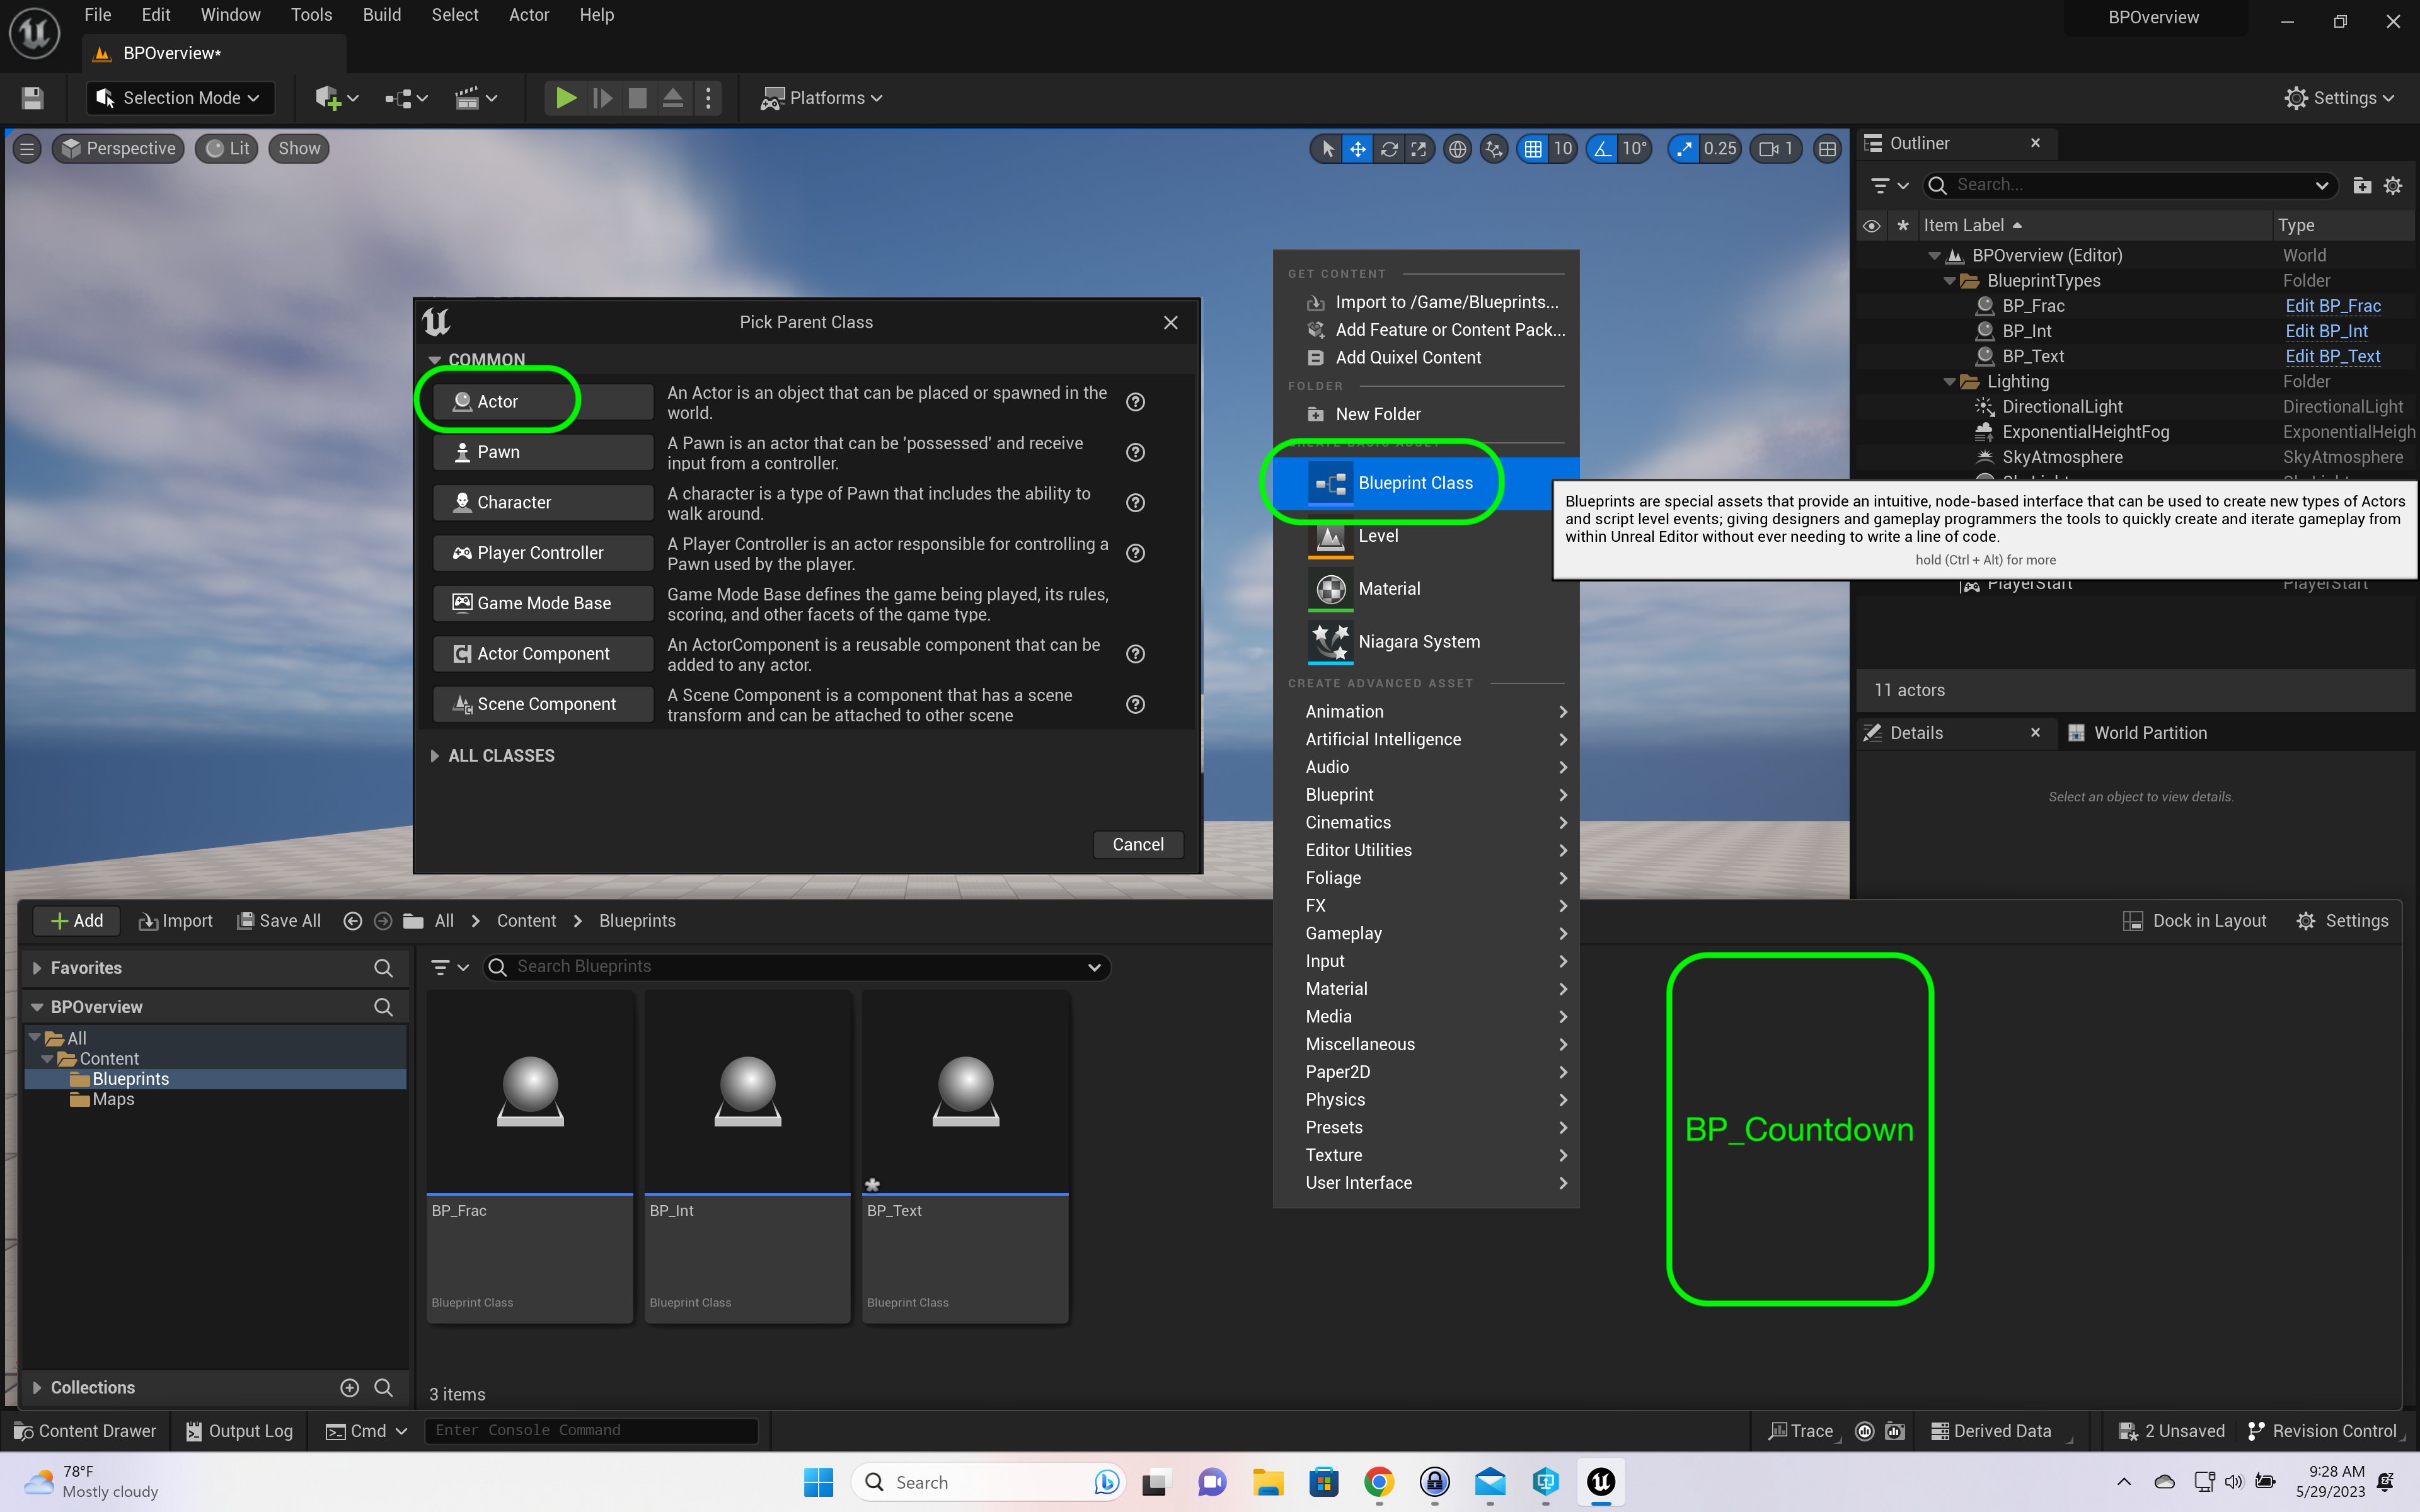 File Edit Window Tools Build Select Actor Help
BPOverview
BPOverview*
Selection Mode
Platforms
Settings
Perspective Lit Show
10 10° 0.25 1
Outliner
Search...
Item Label Type
BPOverview (Editor) World
BlueprintTypes Folder
BP_Frac Edit BP_Frac
BP_Int Edit BP_Int
BP_Text Edit BP_Text
Lighting Folder
DirectionalLight DirectionalLight
ExponentialHeightFog ExponentialHeigh
SkyAtmosphere SkyAtmosphere
PlayerStart PlayerStart
11 actors
Details World Partition
Select an object to view details.
Pick Parent Class
COMMON
Actor
An Actor is an object that can be placed or spawned in the
world.
Pawn
A Pawn is an actor that can be 'possessed' and receive
input from a controller.
Character
A character is a type of Pawn that includes the ability to
walk around.
Player Controller
A Player Controller is an actor responsible for controlling a
Pawn used by the player.
Game Mode Base
Game Mode Base defines the game being played, its rules,
scoring, and other facets of the game type.
Actor Component
An ActorComponent is a reusable component that can be
added to any actor.
Scene Component
A Scene Component is a component that has a scene
transform and can be attached to other scene
ALL CLASSES
Cancel
GET CONTENT
Import to /Game/Blueprints...
Add Feature or Content Pack...
Add Quixel Content
FOLDER
New Folder
CREATE BASIC ASSET
Blueprint Class
Level
Material
Niagara System
CREATE ADVANCED ASSET
Animation
Artificial Intelligence
Audio
Blueprint
Cinematics
Editor Utilities
Foliage
FX
Gameplay
Input
Material
Media
Miscellaneous
Paper2D
Physics
Presets
Texture
User Interface
Blueprints are special assets that provide an intuitive, node-based interface that can be used to create new types of Actors
and script level events; giving designers and gameplay programmers the tools to quickly create and iterate gameplay from
within Unreal Editor without ever needing to write a line of code.
hold (Ctrl + Alt) for more
Add Import Save All All Content Blueprints
Dock in Layout Settings
Favorites
BPOverview
All
Content
Blueprints
Maps
Collections
Search Blueprints
BP_Frac
Blueprint Class
BP_Int
Blueprint Class
BP_Text
Blueprint Class
3 items
BP_Countdown
Content Drawer Output Log Cmd Enter Console Command
Trace Derived Data 2 Unsaved Revision Control
78°F
Mostly cloudy
Search
9:28 AM
5/29/2023